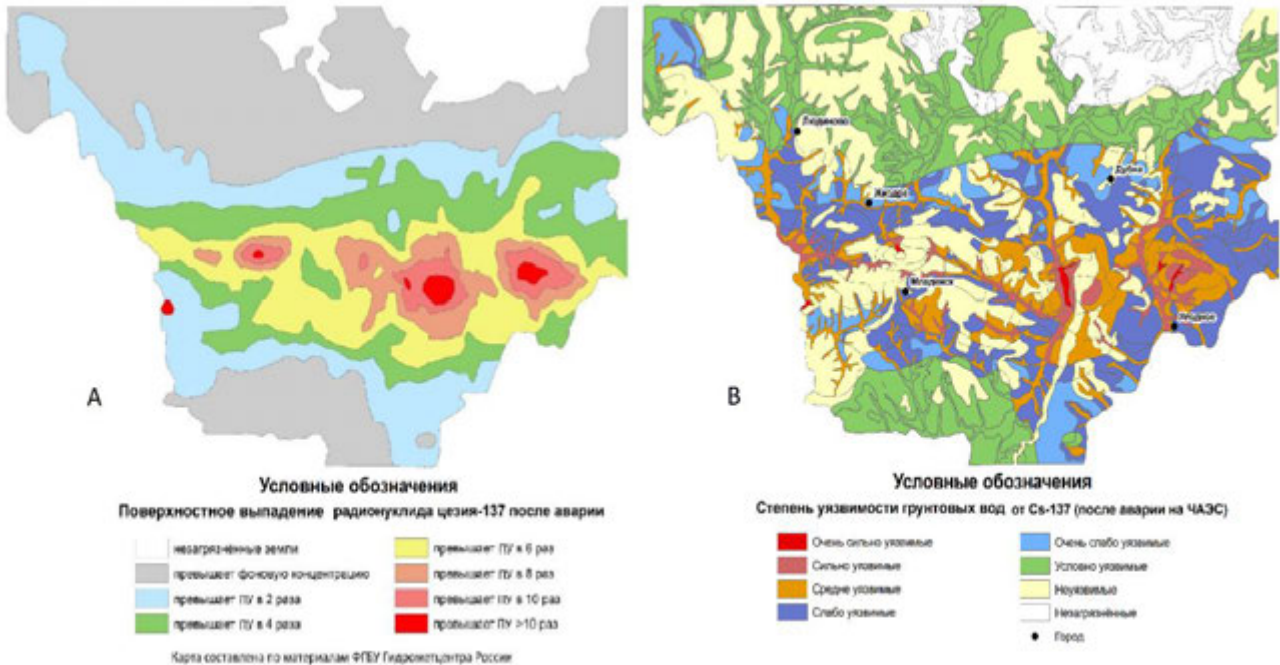 Людиново
Жиздра
Дубна
Младенск
A
B
Условные обозначения
Поверхностное выпадение радионуклида цезия-137 после аварии
незагрязнённые земли
превышает фоновую концентрацию
превышает ПУ в 2 раза
превышает ПУ в 4 раза
превышает ПУ в 6 раз
превышает ПУ в 8 раз
превышает ПУ в 10 раз
превышает ПУ >10 раз
Карта составлена по материалам ФГБУ Гидрометцентра России
Условные обозначения
Степень уязвимости грунтовых вод от Cs-137 (после аварии на ЧАЭС)
Очень сильно уязвимые
Сильно уязвимые
Средне уязвимые
Слабо уязвимые
Очень слабо уязвимые
Условно уязвимые
Неуязвимые
Незагрязнённые
Город